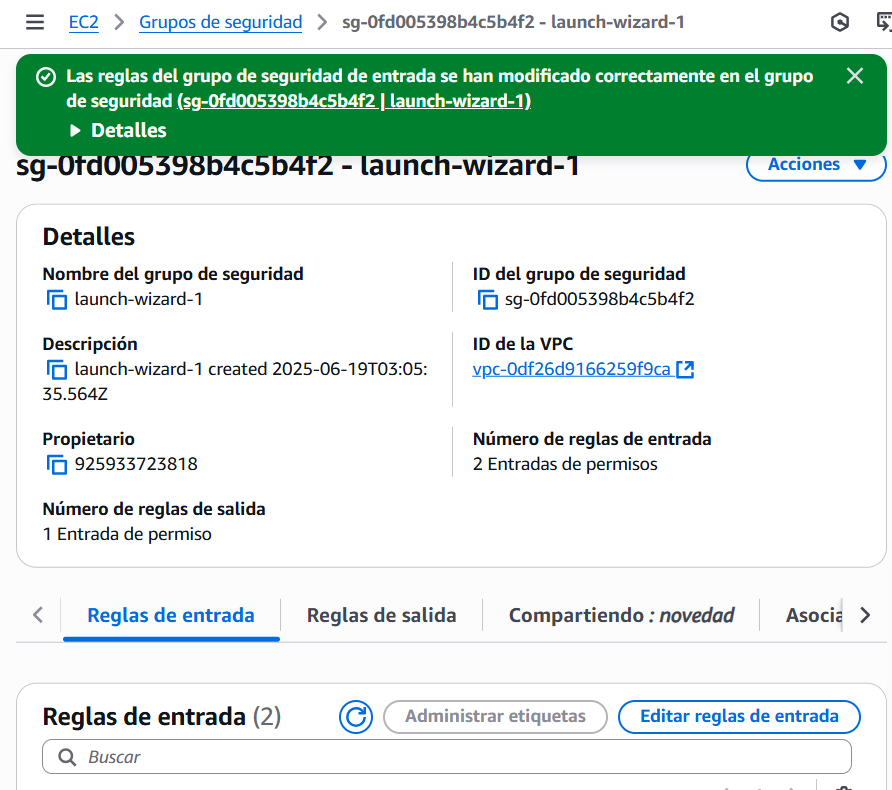 EC2 > Grupos de seguridad > sg-0fd005398b4c5b4f2 - launch-wizard-1
Las reglas del grupo de seguridad de entrada se han modificado correctamente en el grupo
de seguridad (sg-0fd005398b4c5b4f2 | launch-wizard-1)
Detalles
sg-0fd005398b4c5b4f2 - launch-wizard-1
Acciones
Detalles
Nombre del grupo de seguridad
launch-wizard-1
ID del grupo de seguridad
sg-0fd005398b4c5b4f2
Descripción
launch-wizard-1 created 2025-06-19T03:05:
35.564Z
ID de la VPC
vpc-0df26d9166259f9ca
Propietario
925933723818
Número de reglas de entrada
2 Entradas de permisos
Número de reglas de salida
1 Entrada de permiso
Reglas de entrada
Reglas de salida
Compartiendo : novedad
Asocia
Reglas de entrada (2)
Administrar etiquetas
Editar reglas de entrada
Buscar